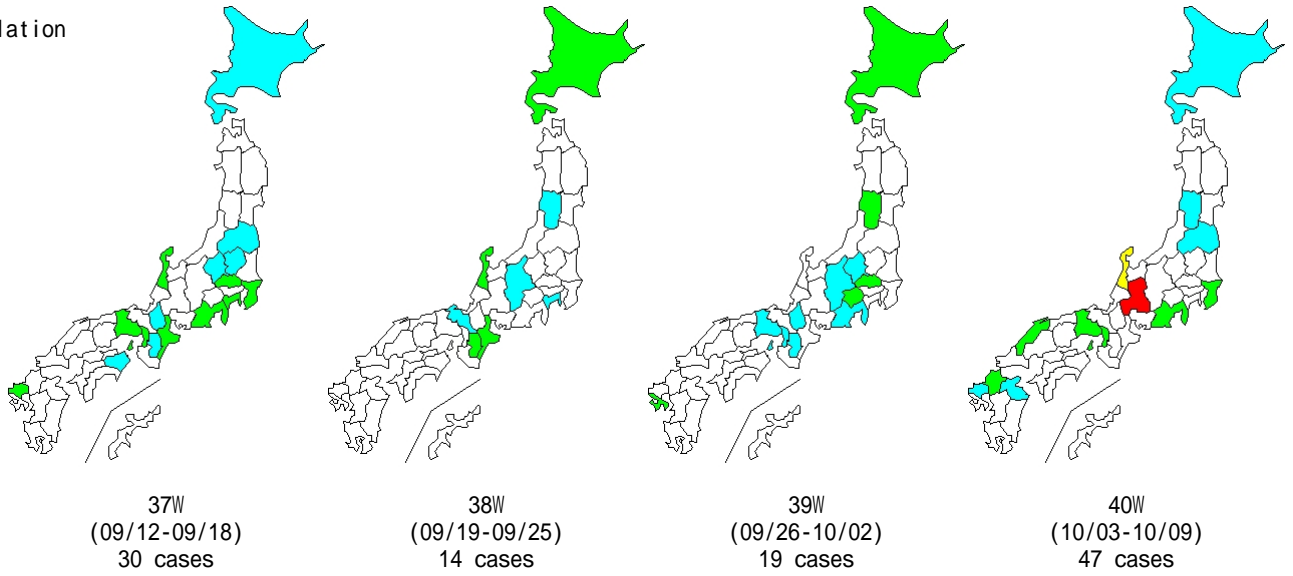 lation
37W
(09/12-09/18)
30 cases
38W
(09/19-09/25)
14 cases
39W
(09/26-10/02)
19 cases
40W
(10/03-10/09)
47 cases